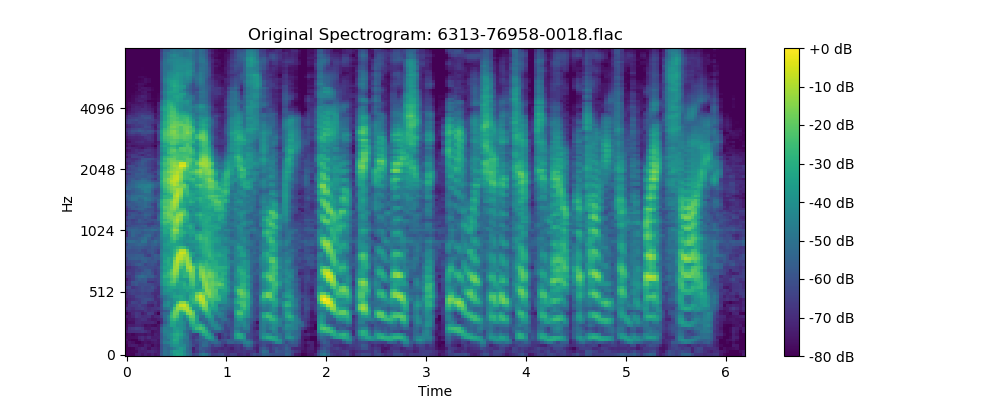 Original Spectrogram: 6313-76958-0018.flac
Hz
4096
2048
1024
512
0
0 1 2 3 4 5 6
Time
+0 dB
-10 dB
-20 dB
-30 dB
-40 dB
-50 dB
-60 dB
-70 dB
-80 dB